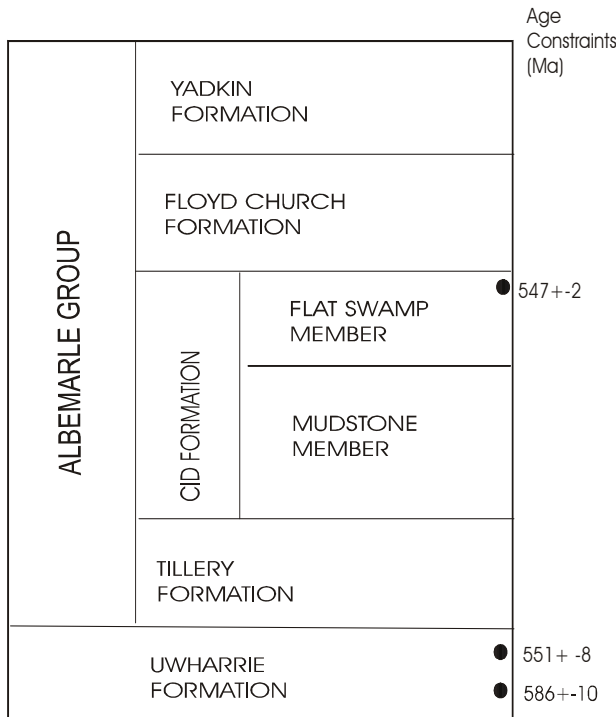 Age
Constraints
(Ma)
YADKIN
FORMATION
FLOYD CHURCH
FORMATION
ALBEMARLE GROUP
CID FORMATION
FLAT SWAMP
MEMBER
547+-2
MUDSTONE
MEMBER
TILLERY
FORMATION
UWHARRIE
FORMATION
551+ -8
586+-10